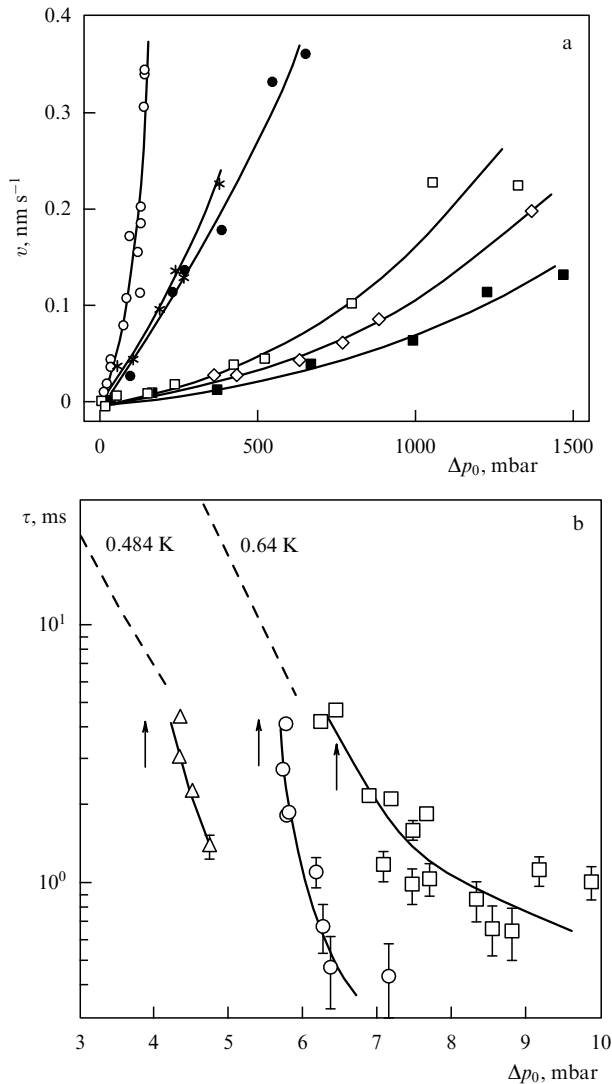 a
0.4
0.3
0.2
0.1
0
v, nm s⁻¹
0 500 1000 1500
Δp₀, mbar
b
τ, ms
0.484 K 0.64 K
10¹
10⁰
3 4 5 6 7 8 9 10
Δp₀, mbar